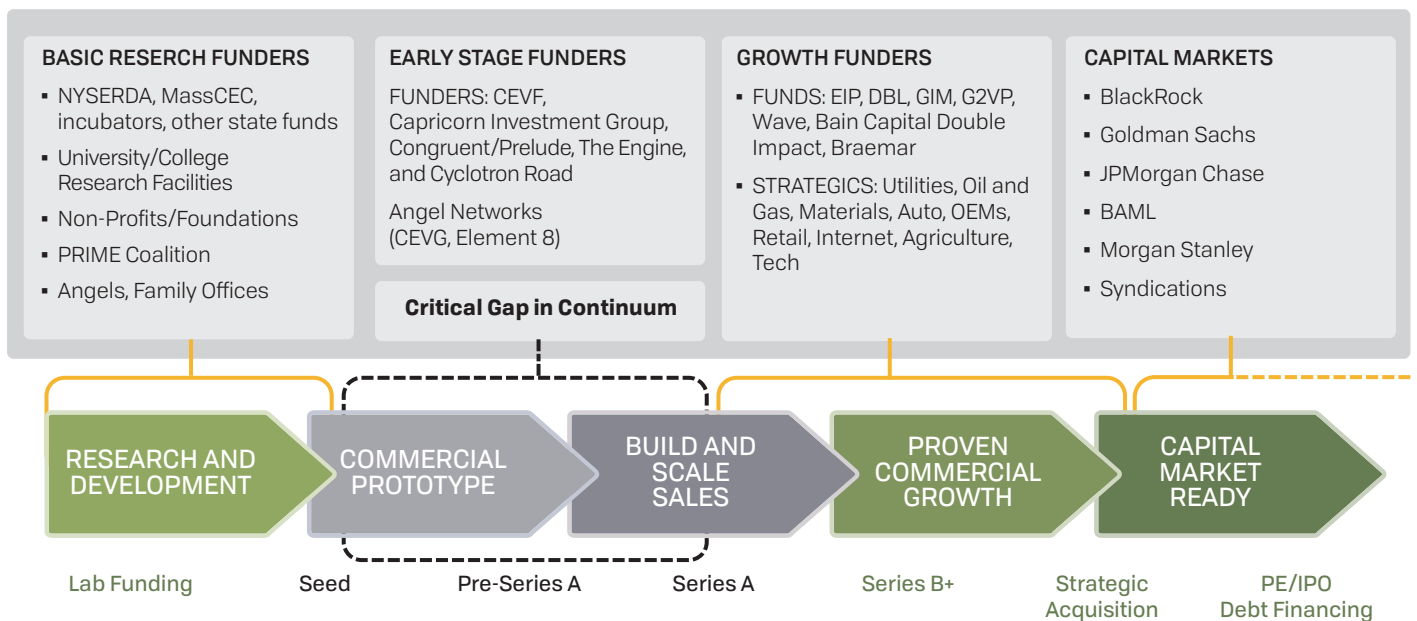 BASIC RESERCH FUNDERS
▪ NYSERDA, MassCEC,
incubators, other state funds
▪ University/College
Research Facilities
▪ Non-Profits/Foundations
▪ PRIME Coalition
▪ Angels, Family Offices
EARLY STAGE FUNDERS
FUNDERS: CEVF,
Capricorn Investment Group,
Congruent/Prelude, The Engine,
and Cyclotron Road
Angel Networks
(CEVG, Element 8)
Critical Gap in Continuum
GROWTH FUNDERS
▪ FUNDS: EIP, DBL, GIM, G2VP,
Wave, Bain Capital Double
Impact, Braemar
▪ STRATEGICS: Utilities, Oil and
Gas, Materials, Auto, OEMs,
Retail, Internet, Agriculture,
Tech
CAPITAL MARKETS
▪ BlackRock
▪ Goldman Sachs
▪ JPMorgan Chase
▪ BAML
▪ Morgan Stanley
▪ Syndications
RESEARCH AND
DEVELOPMENT
COMMERCIAL
PROTOTYPE
BUILD AND
SCALE
SALES
PROVEN
COMMERCIAL
GROWTH
CAPITAL
MARKET
READY
Lab Funding
Seed
Pre-Series A
Series A
Series B+
Strategic
Acquisition
PE/IPO
Debt Financing